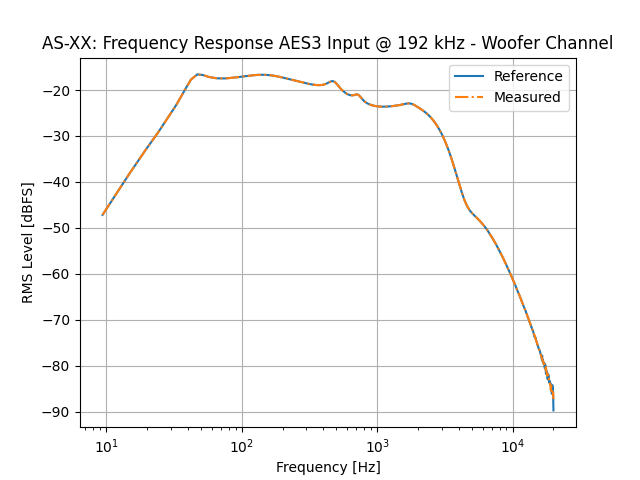 AS-XX: Frequency Response AES3 Input @ 192 kHz - Woofer Channel
Reference
Measured
RMS Level [dBFS]
−20
−30
−40
−50
−60
−70
−80
−90
10¹
10²
10³
10⁴
Frequency [Hz]